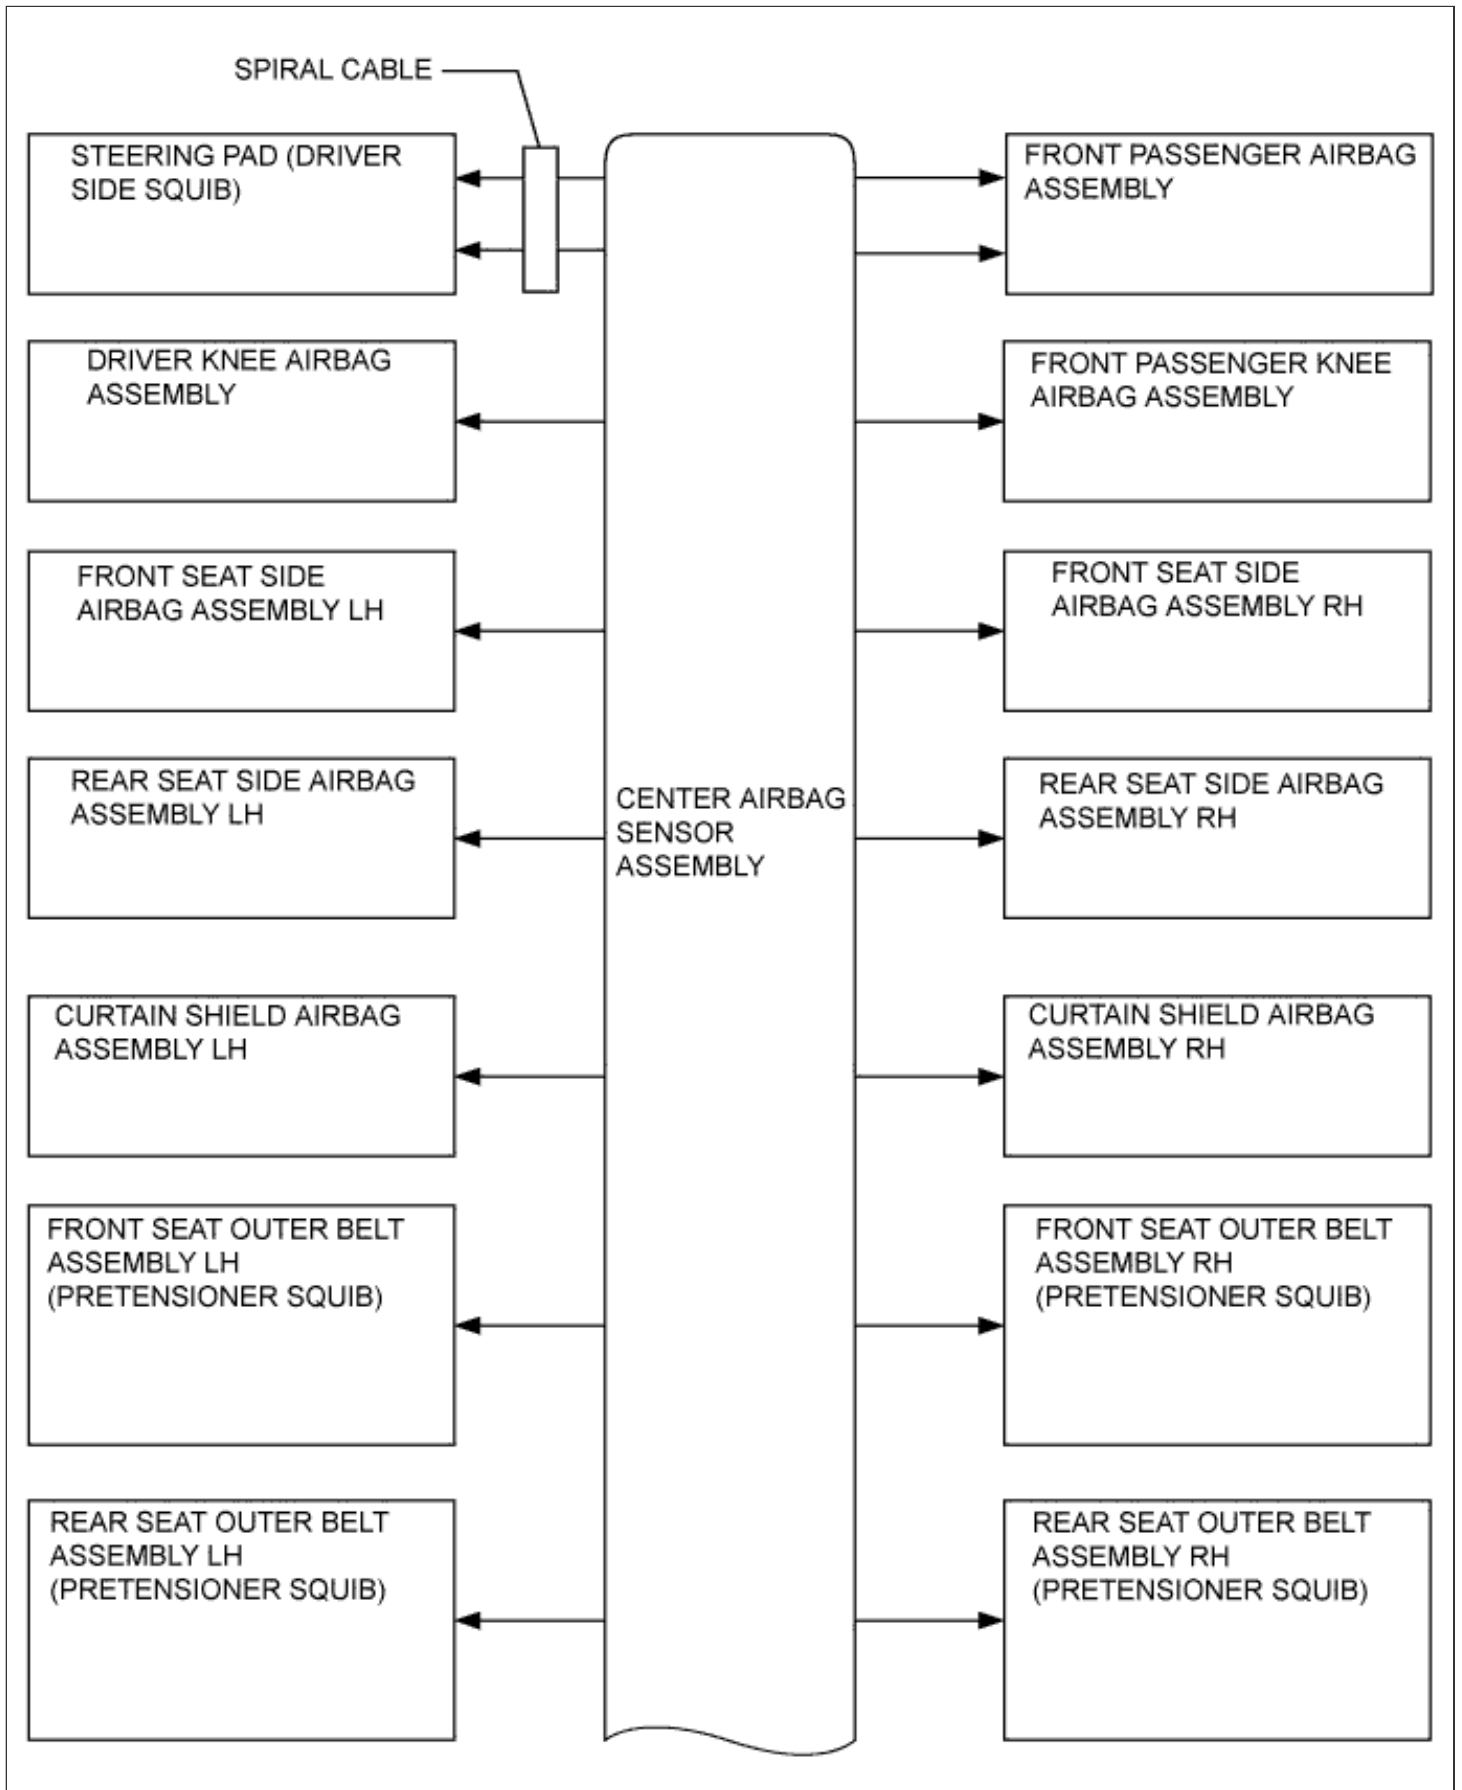 SPIRAL CABLE
STEERING PAD (DRIVER
SIDE SQUIB)
FRONT PASSENGER AIRBAG
ASSEMBLY
DRIVER KNEE AIRBAG
ASSEMBLY
FRONT PASSENGER KNEE
AIRBAG ASSEMBLY
FRONT SEAT SIDE
AIRBAG ASSEMBLY LH
FRONT SEAT SIDE
AIRBAG ASSEMBLY RH
REAR SEAT SIDE AIRBAG
ASSEMBLY LH
CENTER AIRBAG
SENSOR
ASSEMBLY
REAR SEAT SIDE AIRBAG
ASSEMBLY RH
CURTAIN SHIELD AIRBAG
ASSEMBLY LH
CURTAIN SHIELD AIRBAG
ASSEMBLY RH
FRONT SEAT OUTER BELT
ASSEMBLY LH
(PRETENSIONER SQUIB)
FRONT SEAT OUTER BELT
ASSEMBLY RH
(PRETENSIONER SQUIB)
REAR SEAT OUTER BELT
ASSEMBLY LH
(PRETENSIONER SQUIB)
REAR SEAT OUTER BELT
ASSEMBLY RH
(PRETENSIONER SQUIB)